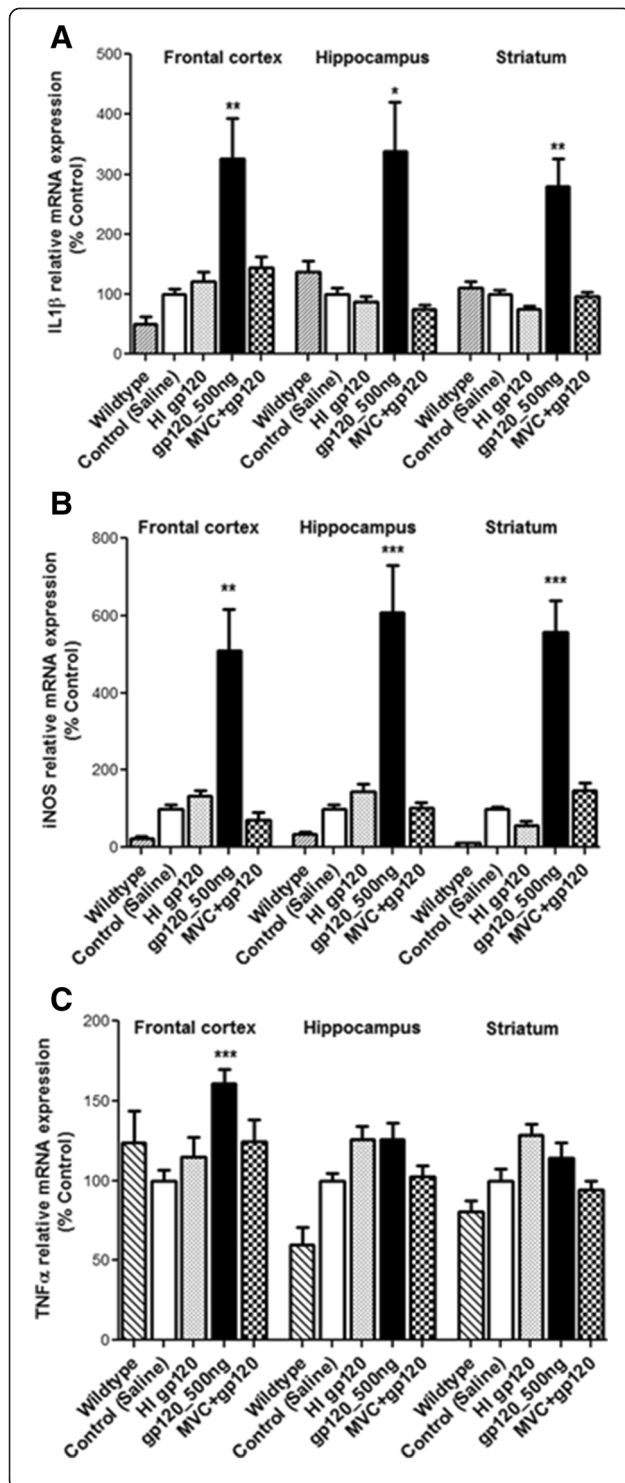 A
IL1β relative mRNA expression
(% Control)
500
400
300
200
100
0
Frontal cortex
Hippocampus
Striatum
**
*
**
Wildtype
Control (Saline)
HI gp120
gp120_500ng
MVC+gp120
Wildtype
Control (Saline)
HI gp120
gp120_500ng
MVC+gp120
Wildtype
Control (Saline)
HI gp120
gp120_500ng
MVC+gp120
B
iNOS relative mRNA expression
(% Control)
800
600
400
200
0
Frontal cortex
Hippocampus
Striatum
**
***
***
Wildtype
Control (Saline)
HI gp120
gp120_500ng
MVC+gp120
Wildtype
Control (Saline)
HI gp120
gp120_500ng
MVC+gp120
Wildtype
Control (Saline)
HI gp120
gp120_500ng
MVC+gp120
C
TNFα relative mRNA expression
(% Control)
200
150
100
50
0
Frontal cortex
Hippocampus
Striatum
***
Wildtype
Control (Saline)
HI gp120
gp120_500ng
MVC+gp120
Wildtype
Control (Saline)
HI gp120
gp120_500ng
MVC+gp120
Wildtype
Control (Saline)
HI gp120
gp120_500ng
MVC+gp120